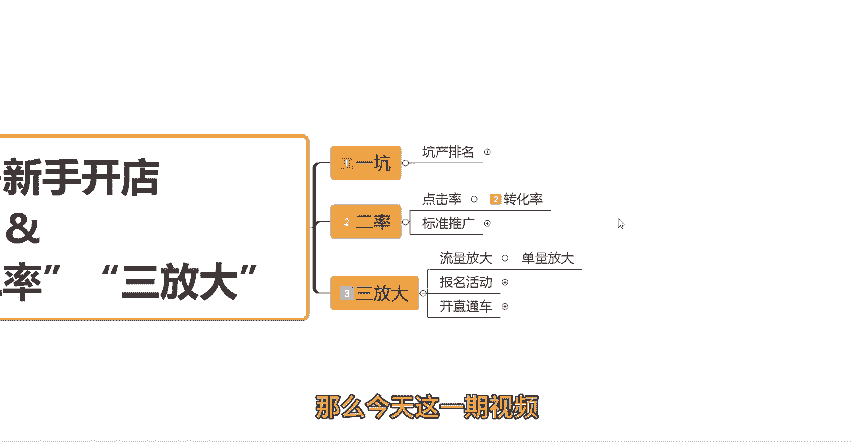 新手开店
&
率” “三放大”
1 一坑
坑产排名
2 二率
点击率 2 转化率
标准推广
3 三放大
流量放大 单量放大
报名活动
开直通车
那么今天这一期视频